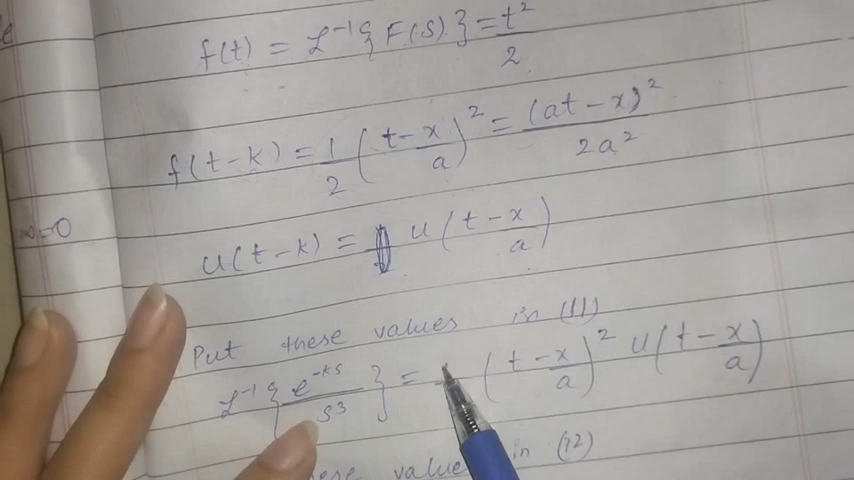 f(t) = ℒ⁻¹{F(S)} = t²/2
f(t-k) = 1/2 (t - x/a)² = (at - x)²/2a²
u(t-k) = u(t - x/a)
=0
Put these values in (11)
ℒ⁻¹{e^-ks/s³} = (t - x/a)² u(t - x/a)
values in (12)